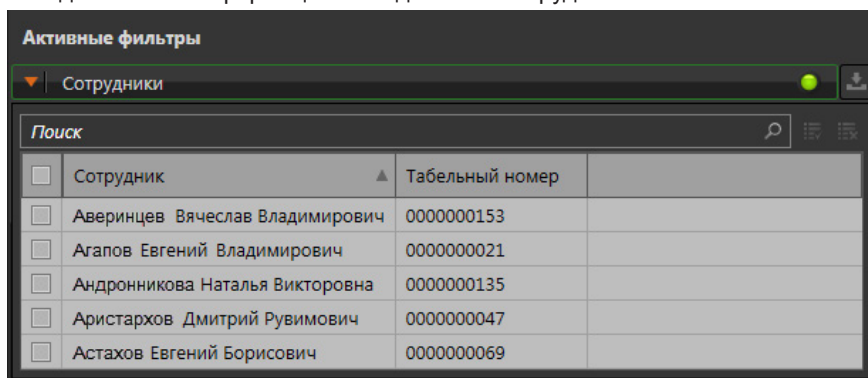 Активные фильтры
Сотрудники
Поиск
Сотрудник Табельный номер
Аверинцев Вячеслав Владимирович 0000000153
Агапов Евгений Владимирович 0000000021
Андронникова Наталья Викторовна 0000000135
Аристархов Дмитрий Рувимович 0000000047
Астахов Евгений Борисович 0000000069